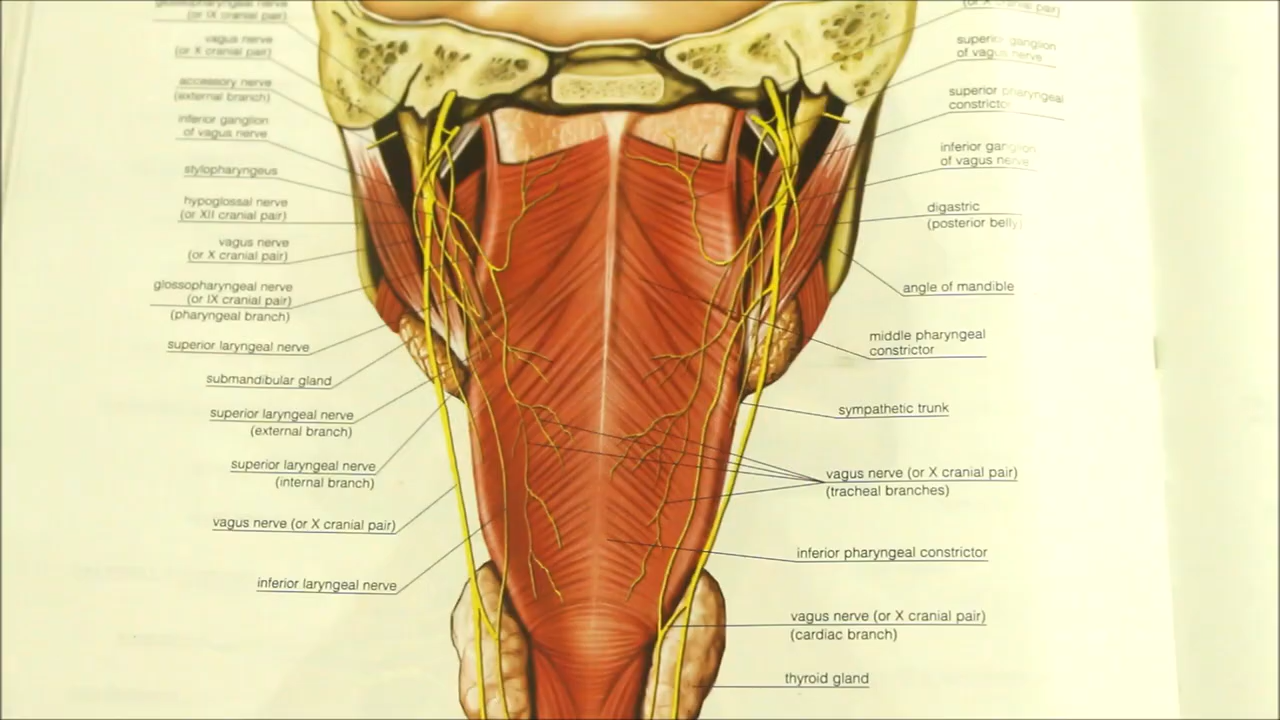 glossopharyngeal nerve
(or IX cranial pair)
vagus nerve
(or X cranial pair)
accessory nerve
(external branch)
inferior ganglion
of vagus nerve
stylopharyngeus
hypoglossal nerve
(or XII cranial pair)
vagus nerve
(or X cranial pair)
glossopharyngeal nerve
(or IX cranial pair)
(pharyngeal branch)
superior laryngeal nerve
submandibular gland
superior laryngeal nerve
(external branch)
superior laryngeal nerve
(internal branch)
vagus nerve (or X cranial pair)
inferior laryngeal nerve
(or X cranial pair)
superior ganglion
of vagus nerve
superior pharyngeal
constrictor
inferior ganglion
of vagus nerve
digastric
(posterior belly)
angle of mandible
middle pharyngeal
constrictor
sympathetic trunk
vagus nerve (or X cranial pair)
(tracheal branches)
inferior pharyngeal constrictor
vagus nerve (or X cranial pair)
(cardiac branch)
thyroid gland